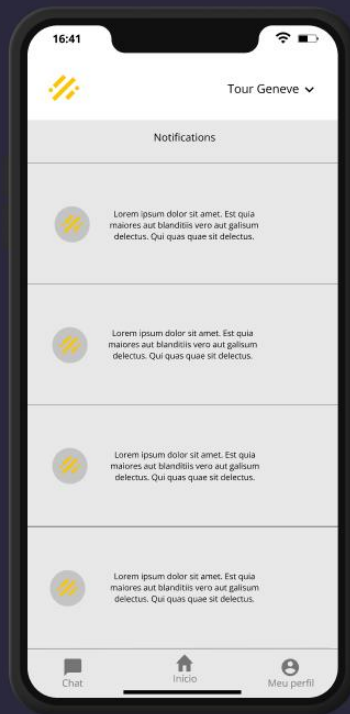 16:41
Tour Geneve
Notifications
Lorem ipsum dolor sit amet. Est quia
maiores aut blanditiis vero aut galisum
delectus. Qui quas quae sit delectus.
Lorem ipsum dolor sit amet. Est quia
maiores aut blanditiis vero aut galisum
delectus. Qui quas quae sit delectus.
Lorem ipsum dolor sit amet. Est quia
maiores aut blanditiis vero aut galisum
delectus. Qui quas quae sit delectus.
Lorem ipsum dolor sit amet. Est quia
maiores aut blanditiis vero aut galisum
delectus. Qui quas quae sit delectus.
Chat
Início
Meu perfil